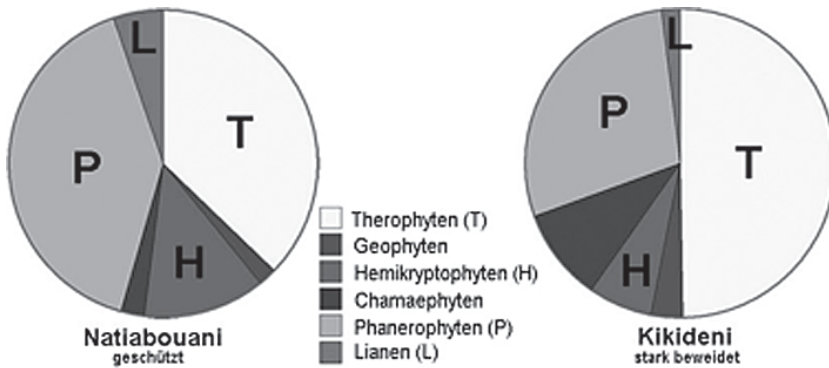 L
T
P
H
Natiabouani
geschützt
Therophyten (T)
Geophyten
Hemikryptophyten (H)
Chamaephyten
Phanerophyten (P)
Lianen (L)
L
P
T
H
Kikideni
stark beweidet